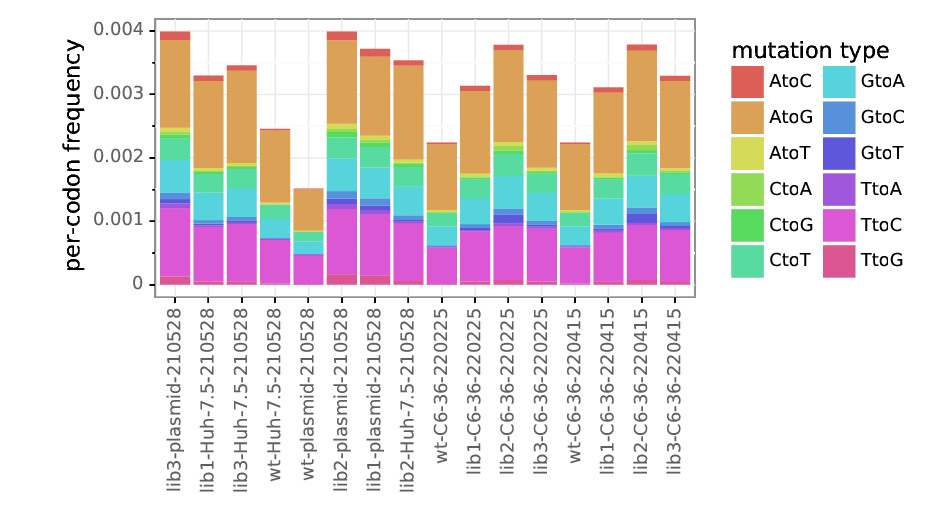 per-codon frequency
0.004
0.003
0.002
0.001
0
lib3-plasmid-210528
lib1-Huh-7.5-210528
lib3-Huh-7.5-210528
wt-Huh-7.5-210528
wt-plasmid-210528
lib2-plasmid-210528
lib1-plasmid-210528
lib2-Huh-7.5-210528
wt-C6-36-220225
lib1-C6-36-220225
lib2-C6-36-220225
lib3-C6-36-220225
wt-C6-36-220415
lib1-C6-36-220415
lib2-C6-36-220415
lib3-C6-36-220415
mutation type
AtoC
AtoG
AtoT
CtoA
CtoG
CtoT
GtoA
GtoC
GtoT
TtoA
TtoC
TtoG